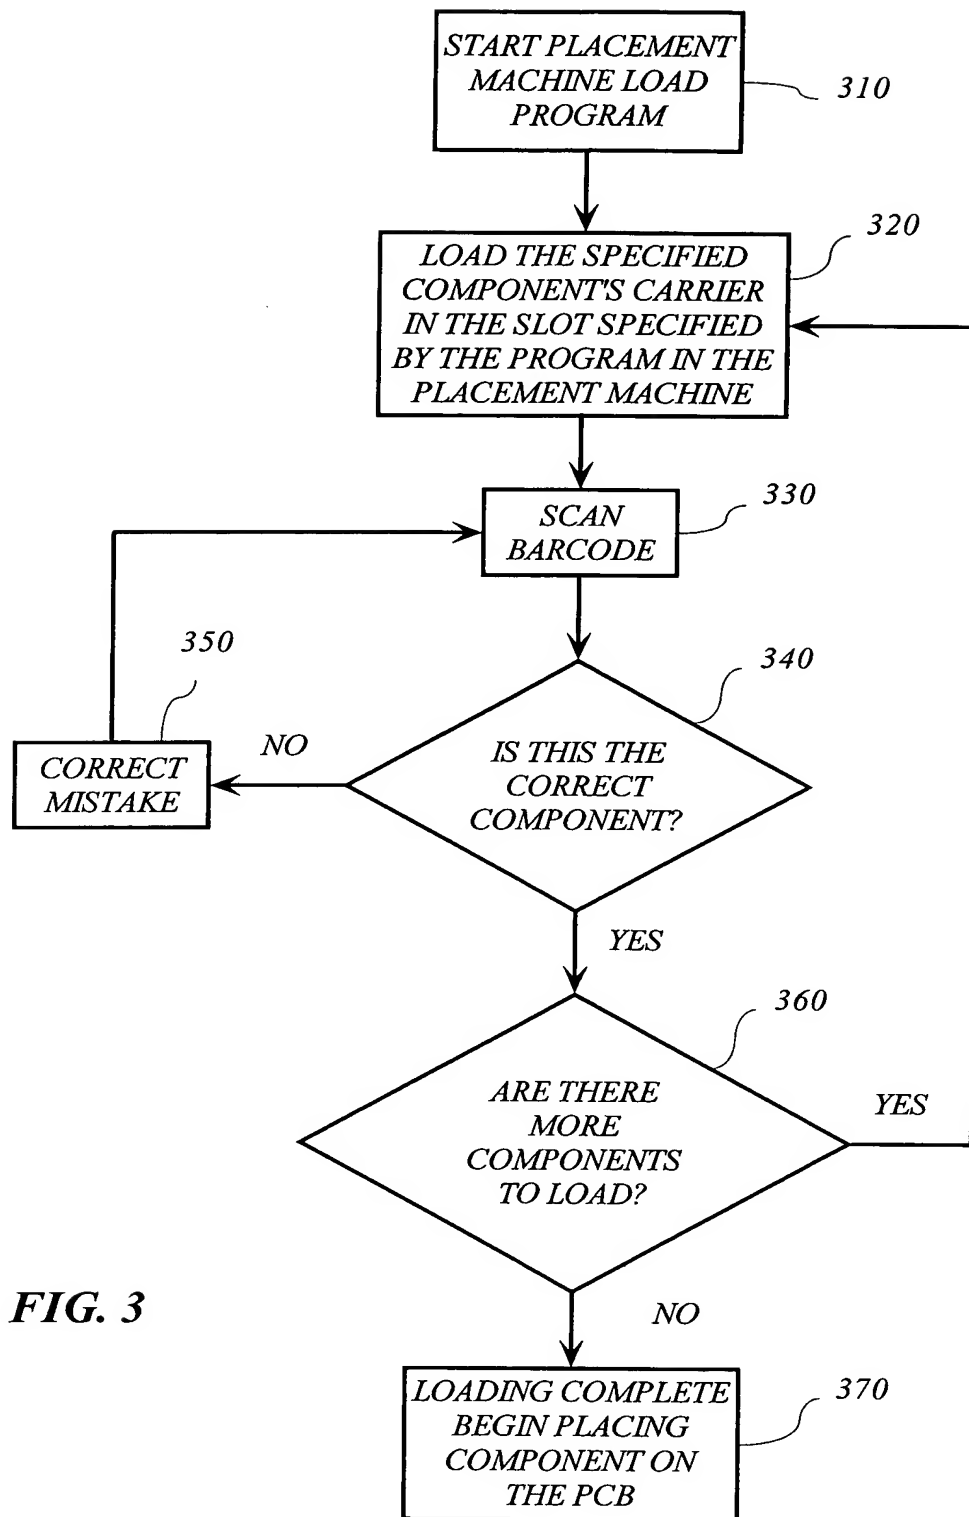 START PLACEMENT
MACHINE LOAD
PROGRAM
310
320
LOAD THE SPECIFIED
COMPONENT'S CARRIER
IN THE SLOT SPECIFIED
BY THE PROGRAM IN THE
PLACEMENT MACHINE
330
SCAN
BARCODE
350
340
NO
IS THIS THE
CORRECT
COMPONENT?
CORRECT
MISTAKE
YES
360
ARE THERE
MORE
COMPONENTS
TO LOAD?
YES
FIG. 3
NO
370
LOADING COMPLETE
BEGIN PLACING
COMPONENT ON
THE PCB